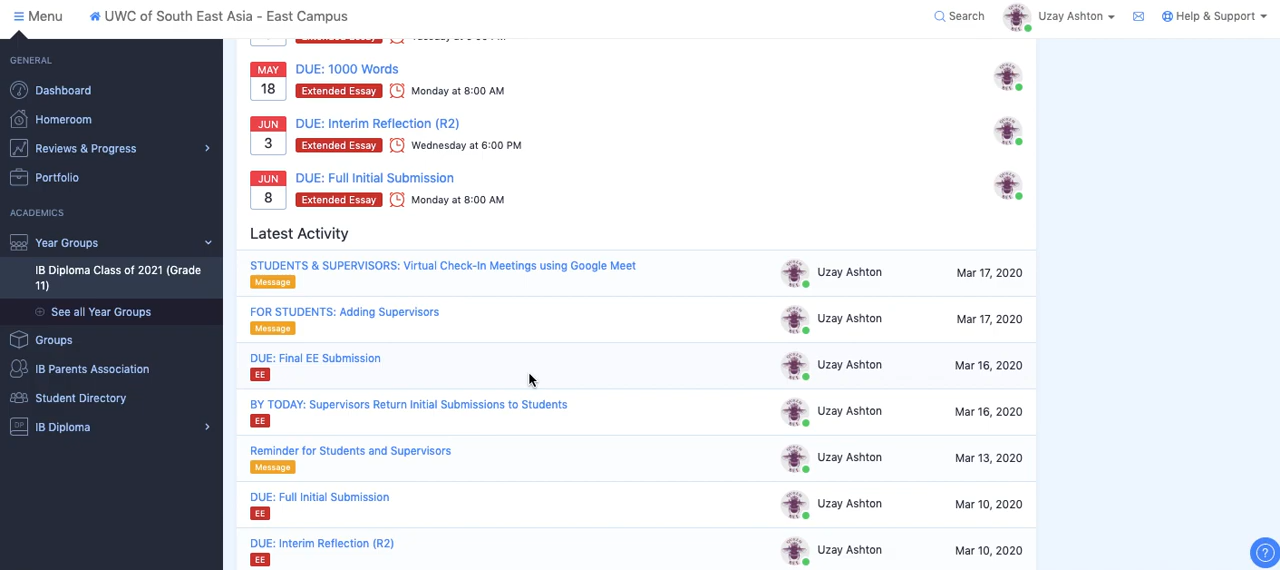 Menu
UWC of South East Asia - East Campus
Search
Uzay Ashton
Help & Support
GENERAL
Dashboard
Homeroom
Reviews & Progress
Portfolio
ACADEMICS
Year Groups
IB Diploma Class of 2021 (Grade
11)
See all Year Groups
Groups
IB Parents Association
Student Directory
DP IB Diploma
MAY
18
DUE: 1000 Words
Extended Essay
Monday at 8:00 AM
JUN
3
DUE: Interim Reflection (R2)
Extended Essay
Wednesday at 6:00 PM
JUN
8
DUE: Full Initial Submission
Extended Essay
Monday at 8:00 AM
Latest Activity
STUDENTS & SUPERVISORS: Virtual Check-In Meetings using Google Meet
Message
Uzay Ashton
Mar 17, 2020
FOR STUDENTS: Adding Supervisors
Message
Uzay Ashton
Mar 17, 2020
DUE: Final EE Submission
EE
Uzay Ashton
Mar 16, 2020
BY TODAY: Supervisors Return Initial Submissions to Students
EE
Uzay Ashton
Mar 16, 2020
Reminder for Students and Supervisors
Message
Uzay Ashton
Mar 13, 2020
DUE: Full Initial Submission
EE
Uzay Ashton
Mar 10, 2020
DUE: Interim Reflection (R2)
EE
Uzay Ashton
Mar 10, 2020
?